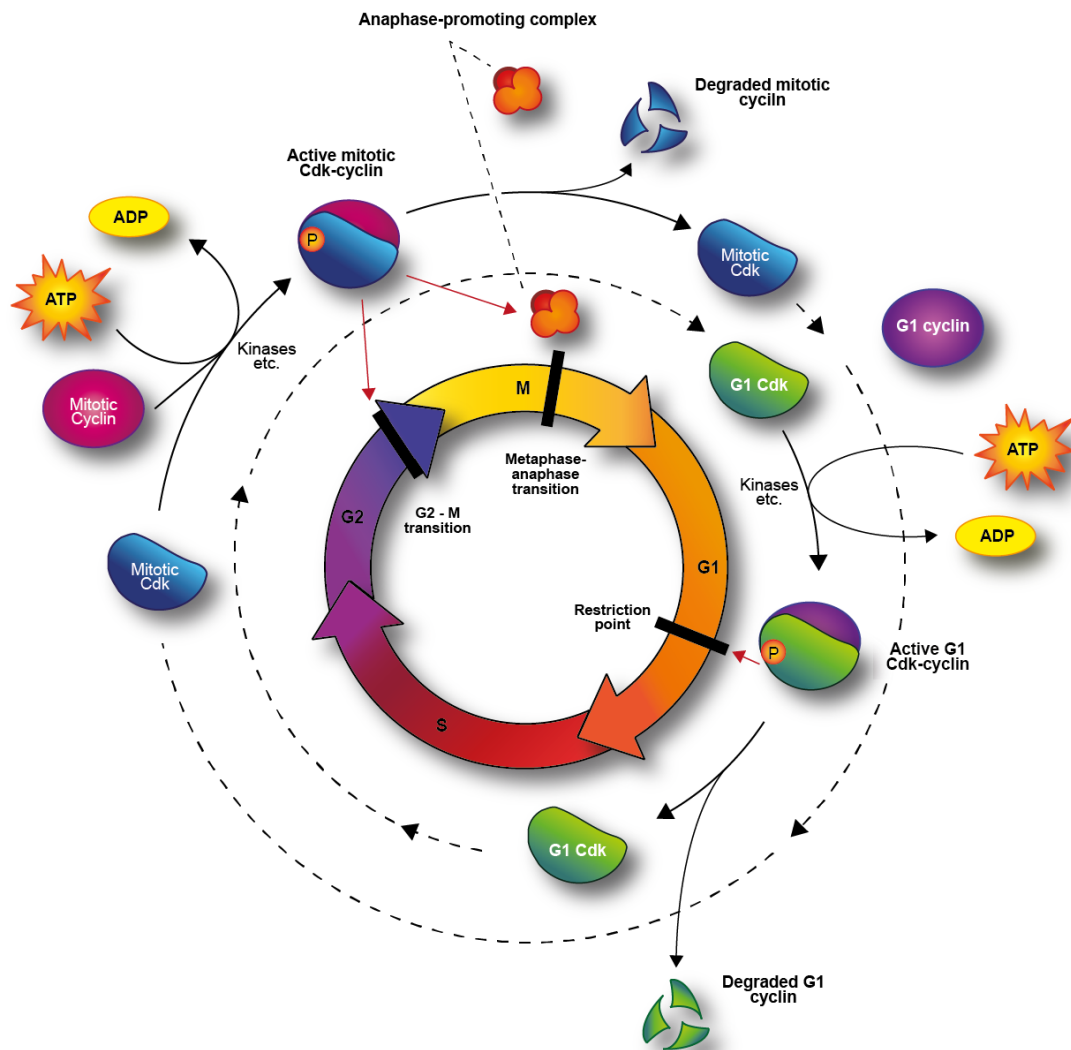 Anaphase-promoting complex
Degraded mitotic
cyciln
Active mitotic
Cdk-cyclin
P
ADP
ATP
Kinases
etc.
Mitotic
Cyclin
Mitotic
Cdk
Mitotic
Cdk
G1 cyclin
G1 Cdk
ATP
Kinases
etc.
ADP
M
Metaphase-
anaphase
transition
G2 - M
transition
G2
G1
Restriction
point
P
Active G1
Cdk-cyclin
S
G1 Cdk
Degraded G1
cyclin